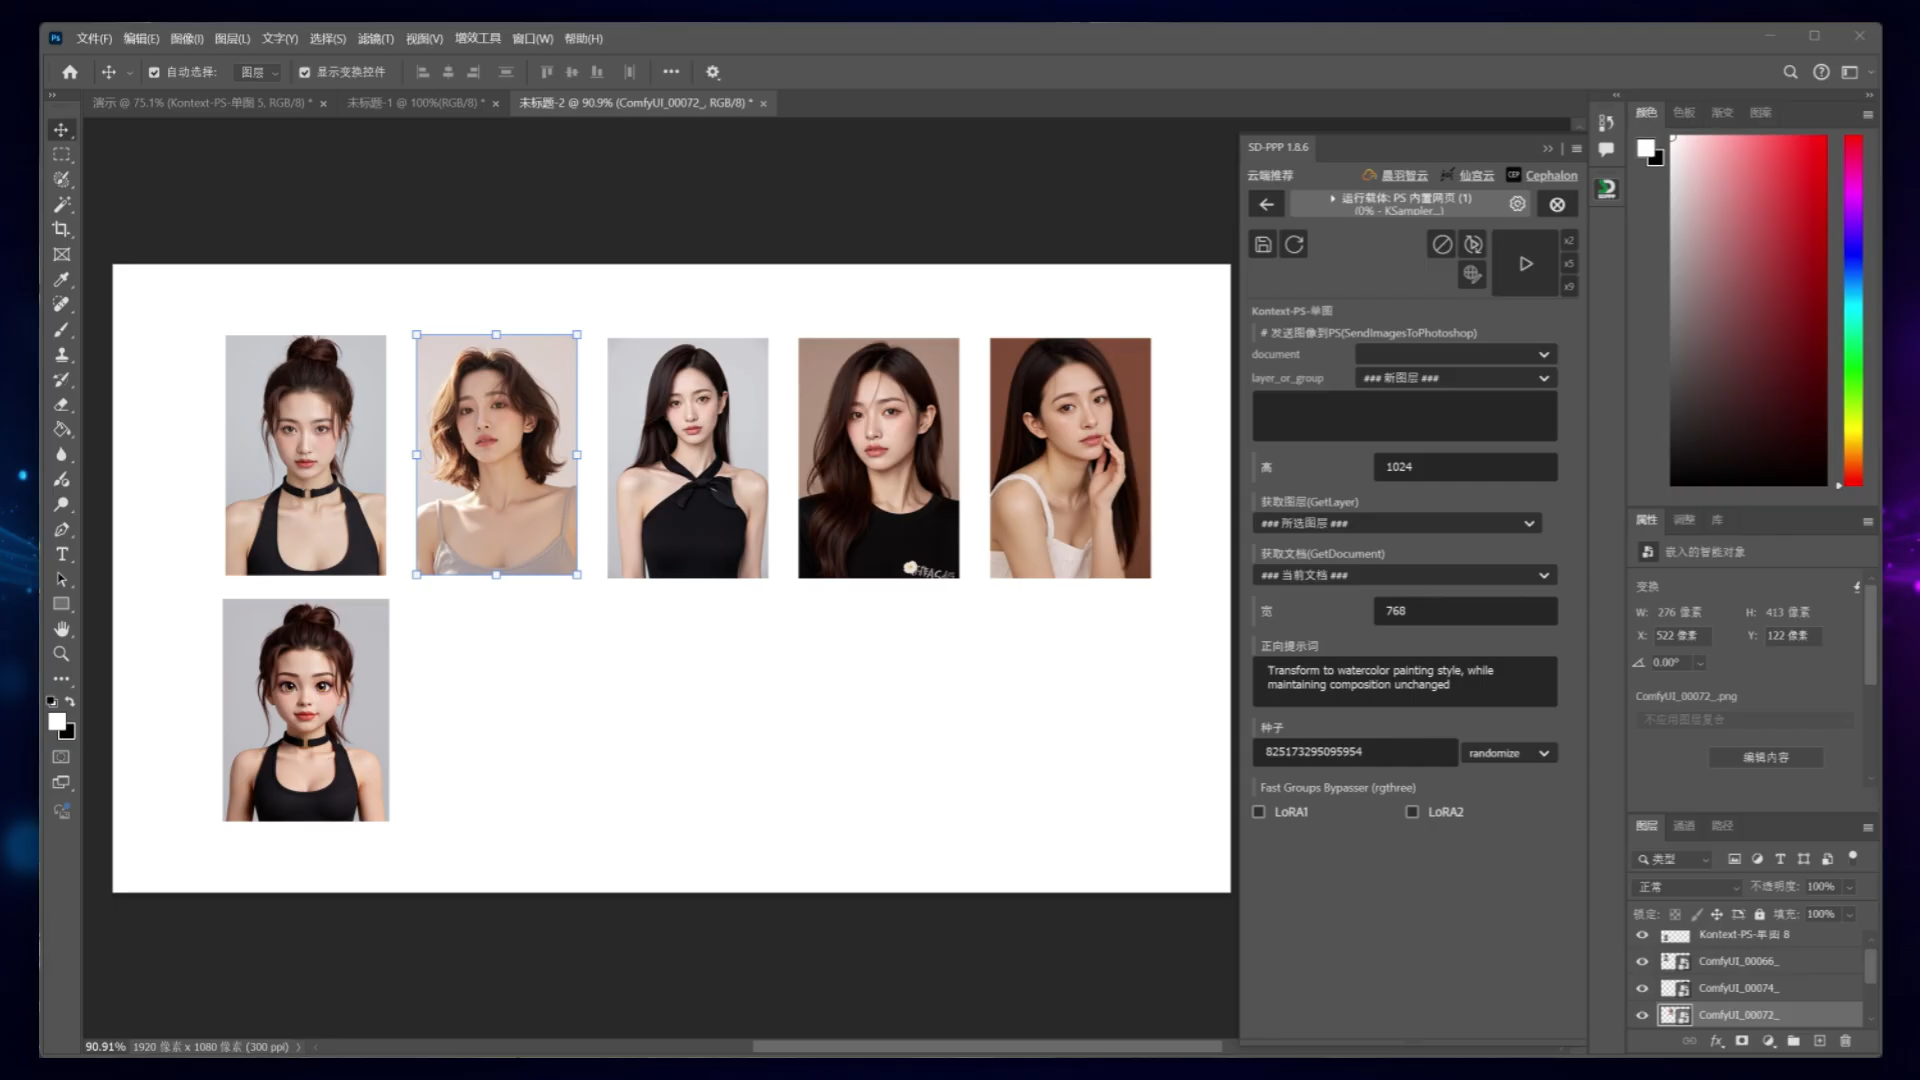 Ps 文件(F) 编辑(E) 图像(I) 图层(L) 文字(Y) 选择(S) 滤镜(T) 视图(V) 增效工具 窗口(W) 帮助(H)
自动选择: 图层 显示变换控件
演示 @ 75.1% (Kontext-PS-单图 5, RGB/8) * × 未标题-1 @ 100%(RGB/8) * × 未标题-2 @ 90.9% (ComfyUI_00072_, RGB/8) * ×
SD-PPP 1.8.6
云端推荐 晨羽智云 仙宫云 CEP Cephalon
运行载体: PS 内置网页 (1)
(0% - KSampler...)
x2
x5
x9
Kontext-PS-单图
# 发送图像到PS(SendImagesToPhotoshop)
document
layer_or_group ### 新图层 ###
高 1024
获取图层(GetLayer)
### 所选图层 ###
获取文档(GetDocument)
### 当前文档 ###
宽 768
正向提示词
Transform to watercolor painting style, while
maintaining composition unchanged
种子
825173295095954 randomize
Fast Groups Bypasser (rgthree)
LoRA1 LoRA2
颜色 色板 渐变 图案
属性 调整 库
嵌入的智能对象
变换
W: 276 像素 H: 413 像素
X: 522 像素 Y: 122 像素
0.00°
ComfyUI_00072_.png
不应用图层复合
编辑内容
图层 通道 路径
类型
正常 不透明度: 100%
锁定: 填充: 100%
Kontext-PS-单图 8
ComfyUI_00066_
ComfyUI_00074_
ComfyUI_00072_
fx
90.91% 1920 像素 x 1080 像素 (300 ppi)